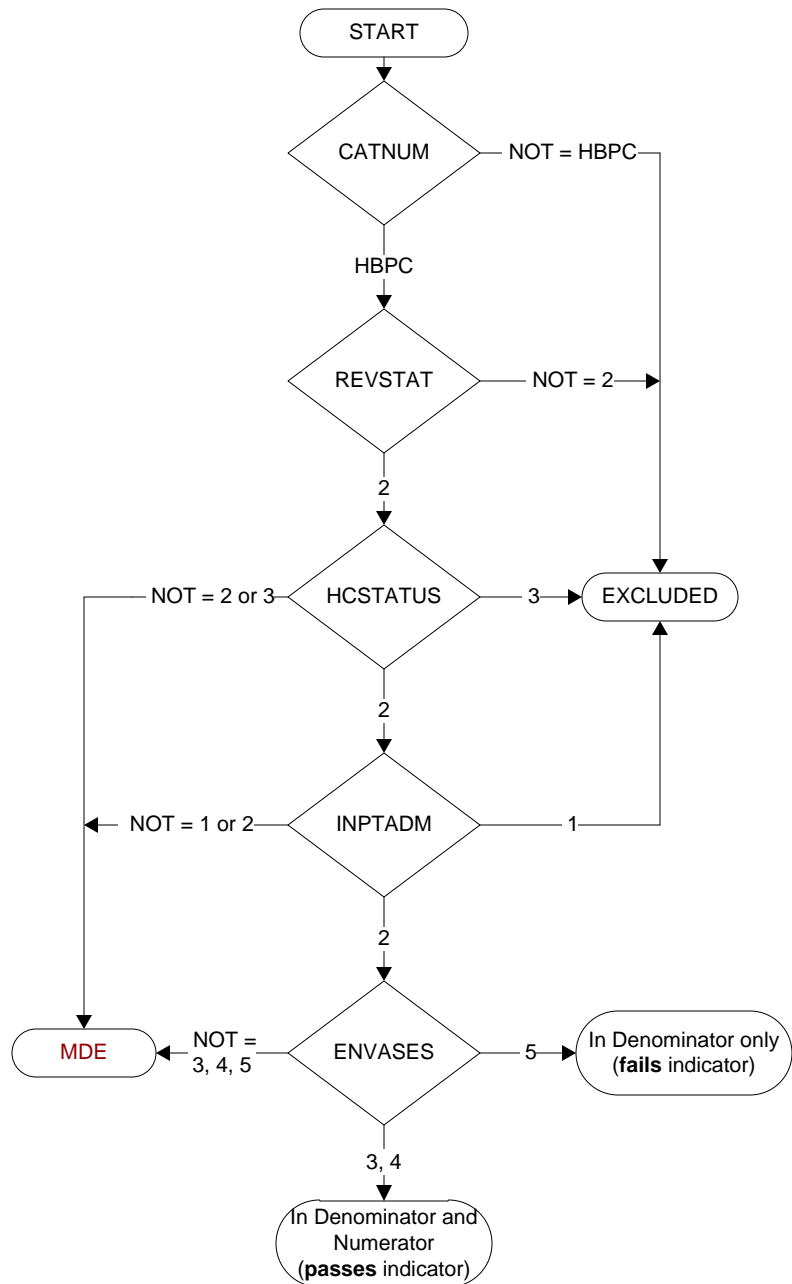 START
CATNUM
NOT = HBPC
HBPC
REVSTAT
NOT = 2
2
NOT = 2 or 3
HCSTATUS
3
EXCLUDED
2
NOT = 1 or 2
INPTADM
1
2
MDE
NOT =
3, 4, 5
ENVASES
5
In Denominator only
(fails indicator)
3, 4
In Denominator and
Numerator
(passes indicator)